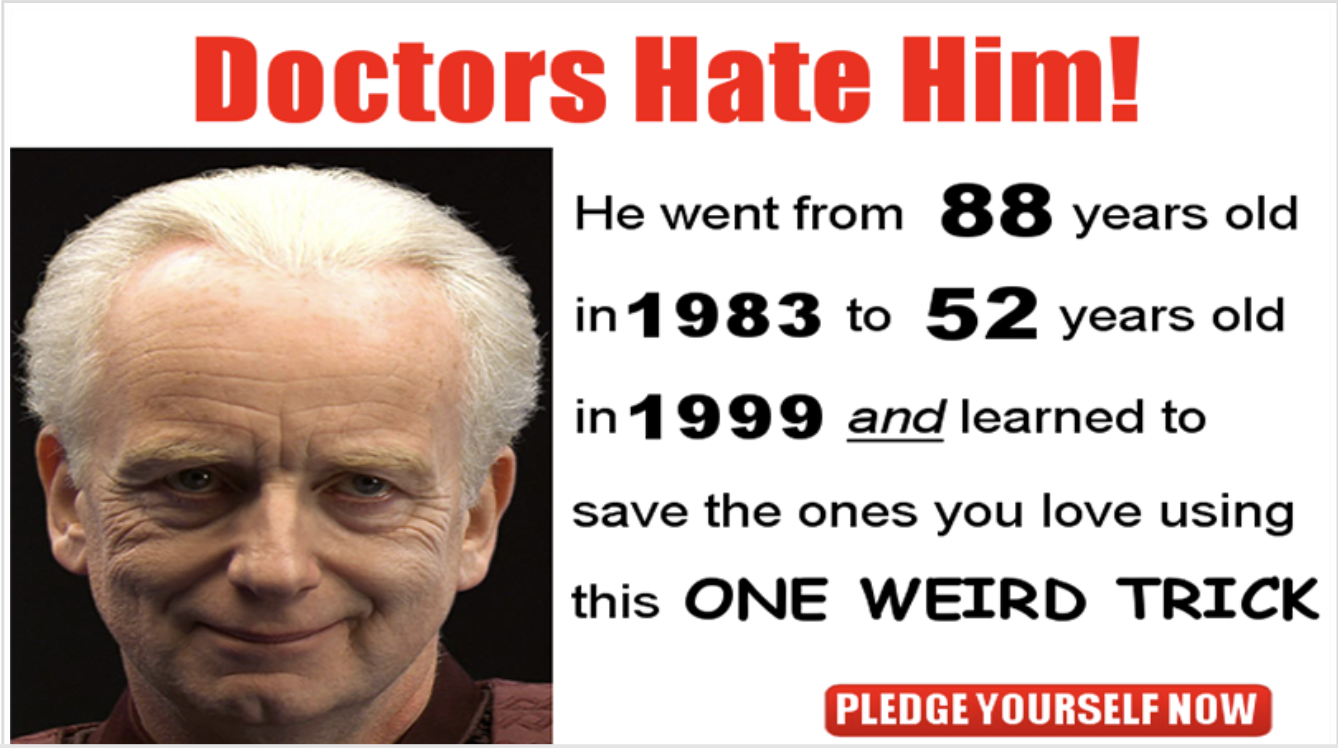 Doctors Hate Him!
He went from 88 years old
in 1983 to 52 years old
in 1999 and learned to
save the ones you love using
this ONE WEIRD TRICK
PLEDGE YOURSELF NOW